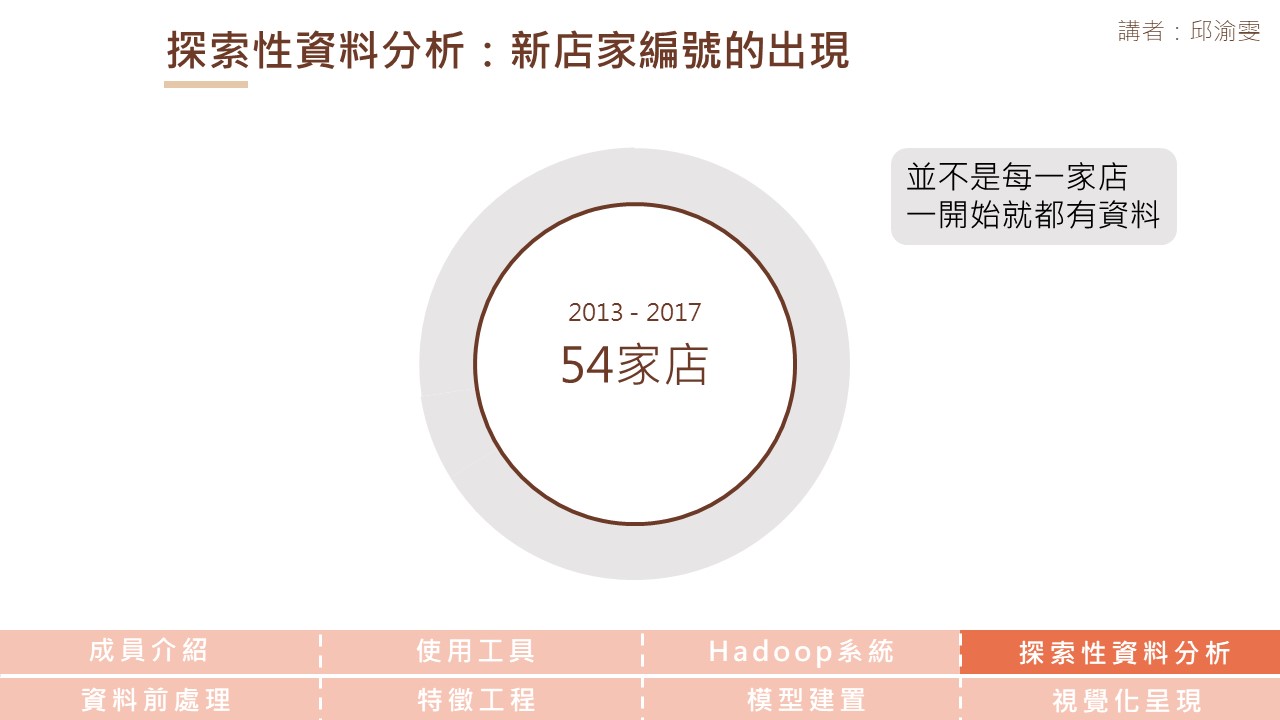 探索性資料分析：新店家編號的出現
講者：邱渝雯
並不是每一家店
一開始就都有資料
2013 - 2017
54家店
成員介紹
使用工具
Hadoop系統
探索性資料分析
資料前處理
特徵工程
模型建置
視覺化呈現